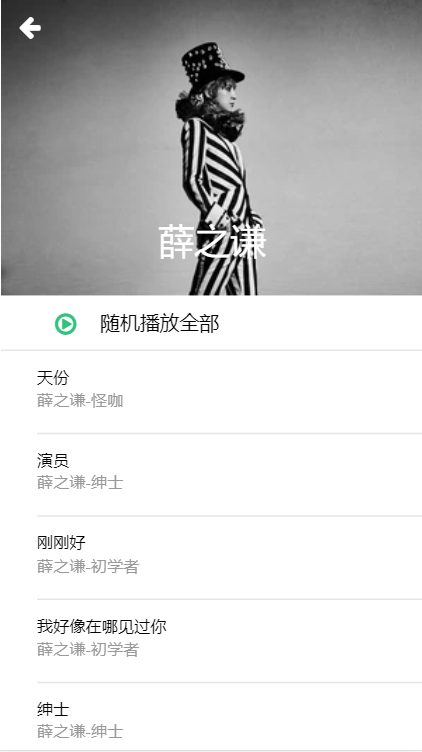 薛之谦
随机播放全部
天份
薛之谦-怪咖
演员
薛之谦-绅士
刚刚好
薛之谦-初学者
我好像在哪见过你
薛之谦-初学者
绅士
薛之谦-绅士